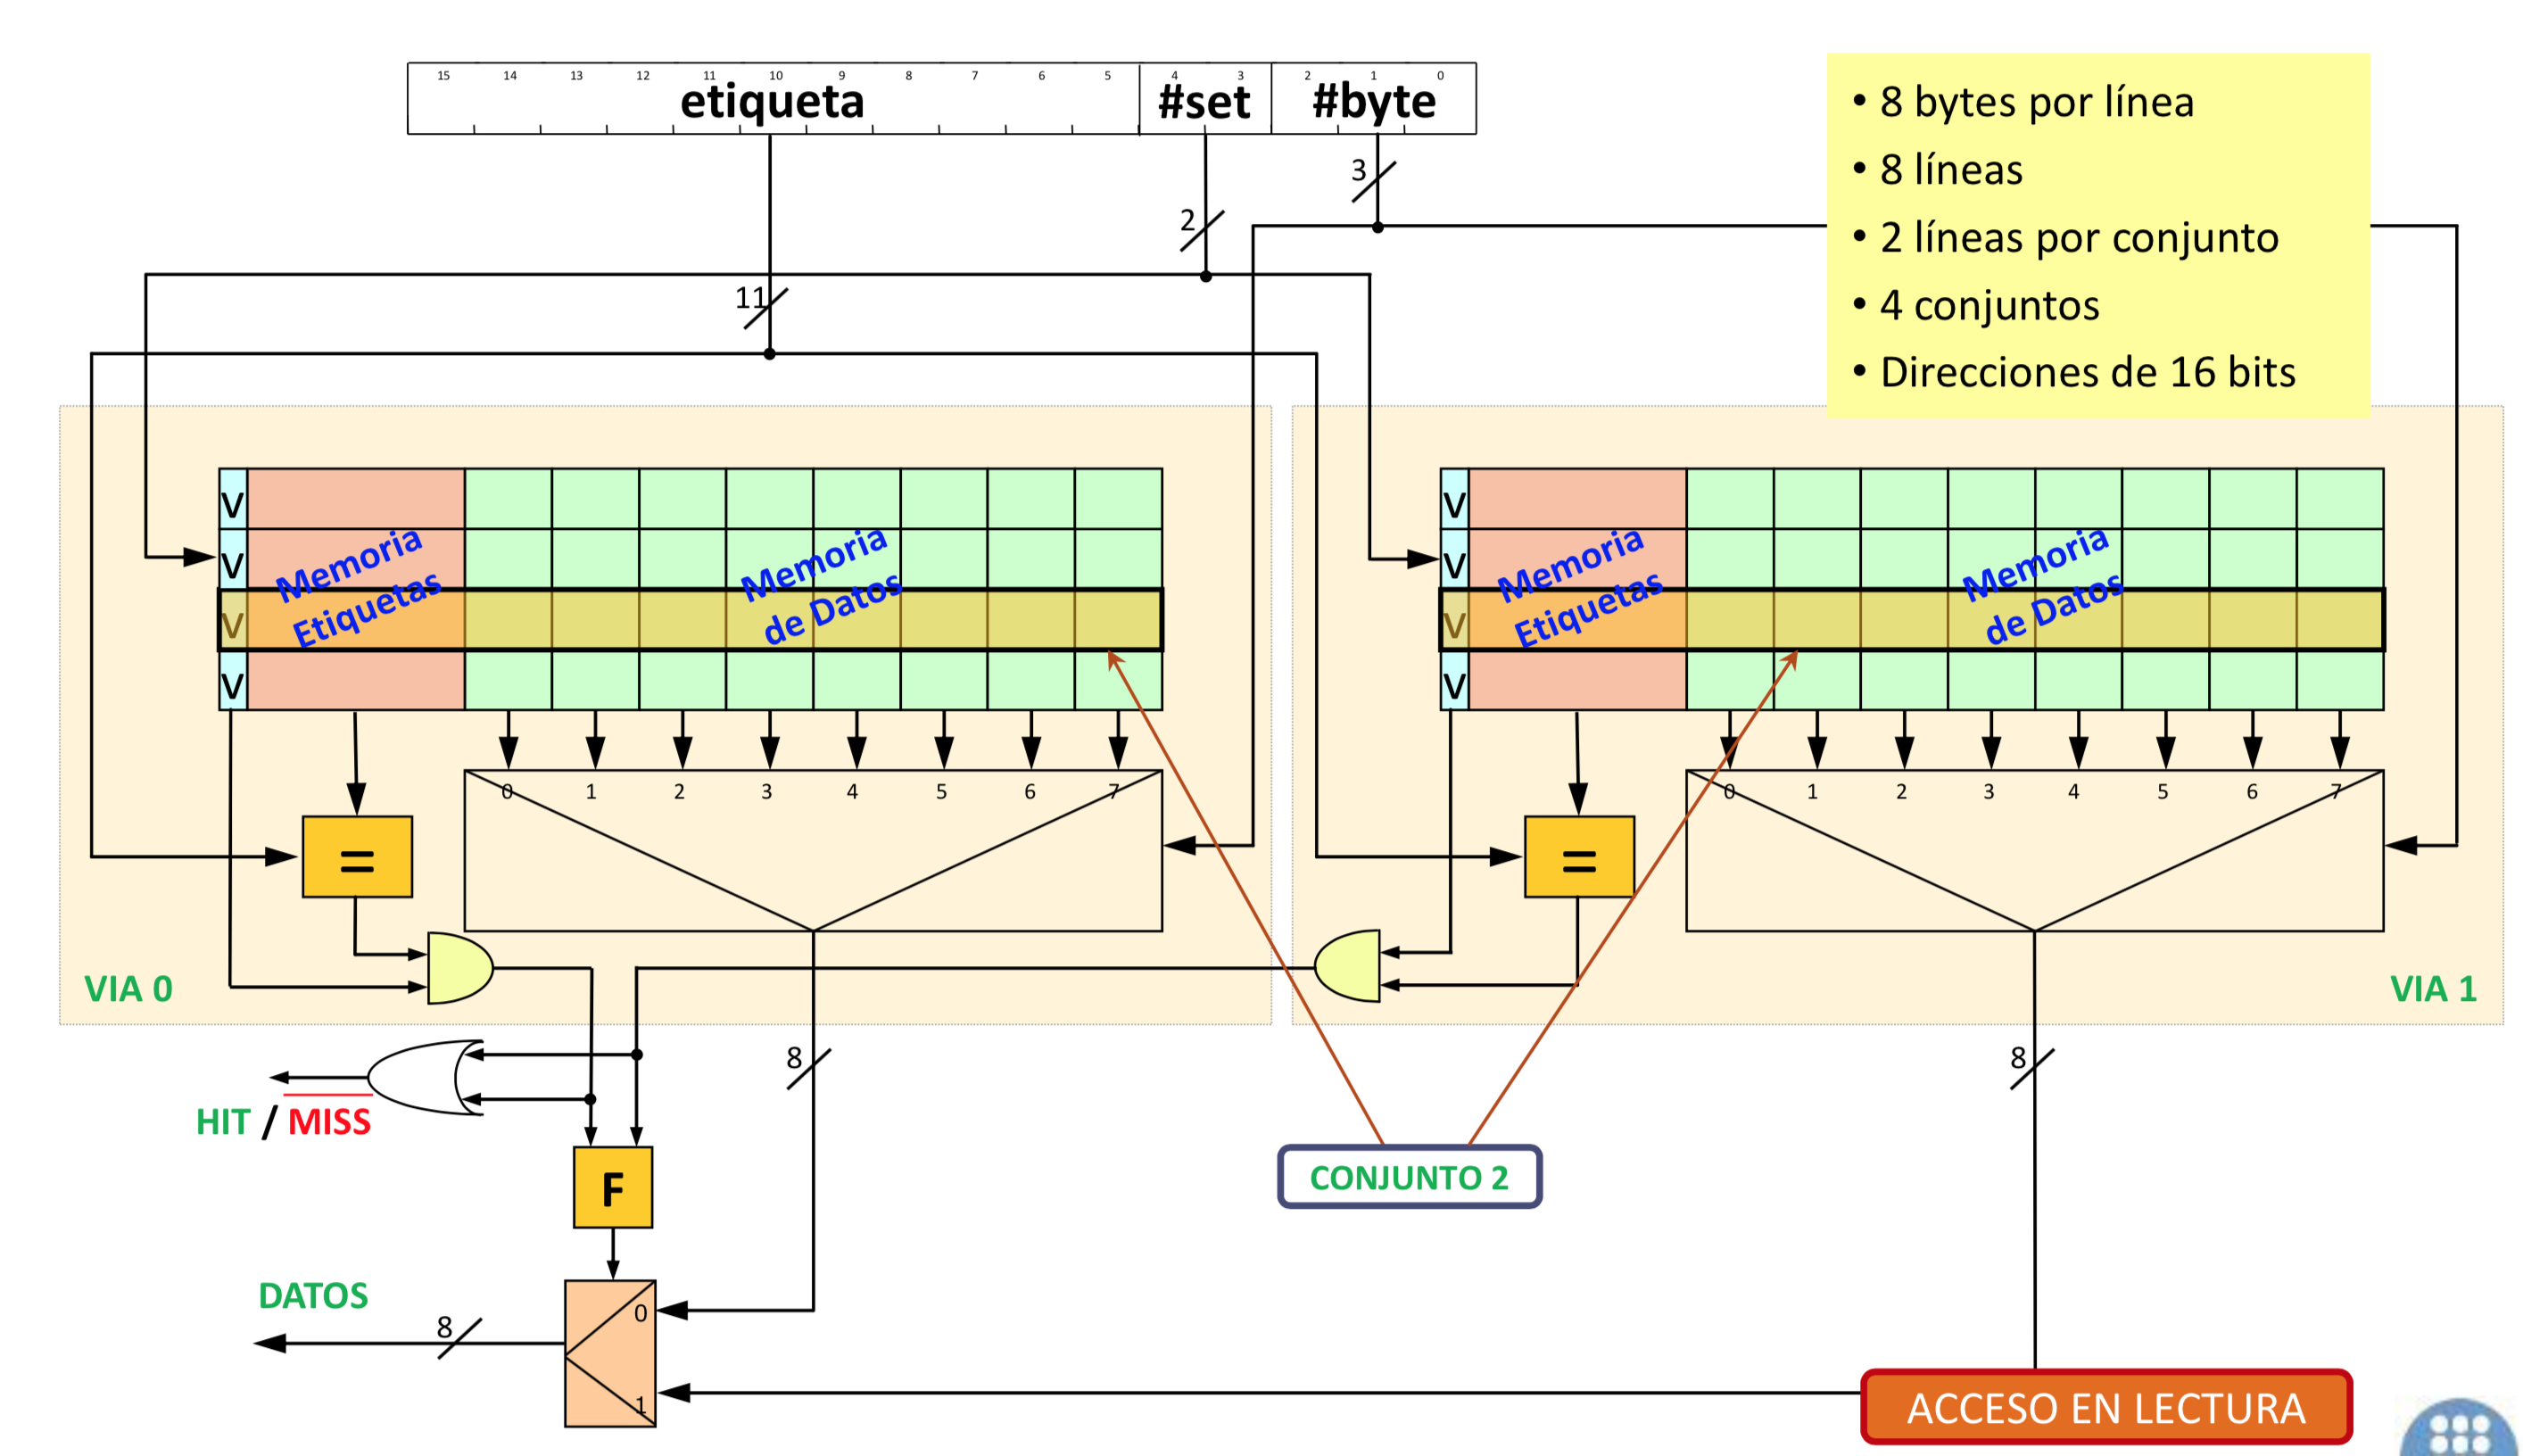 15 14 13 12 11 10 9 8 7 6 5 4 3 2 1 0
etiqueta #set #byte
• 8 bytes por línea
• 8 líneas
• 2 líneas por conjunto
• 4 conjuntos
• Direcciones de 16 bits
3
2
11
V
V
V
V
Memoria
Etiquetas
Memoria
de Datos
V
V
V
V
Memoria
Etiquetas
Memoria
de Datos
0 1 2 3 4 5 6 7
0 1 2 3 4 5 6 7
=
=
VIA 0
VIA 1
8
8
HIT / MISS
F
CONJUNTO 2
DATOS
8
0
1
ACCESO EN LECTURA